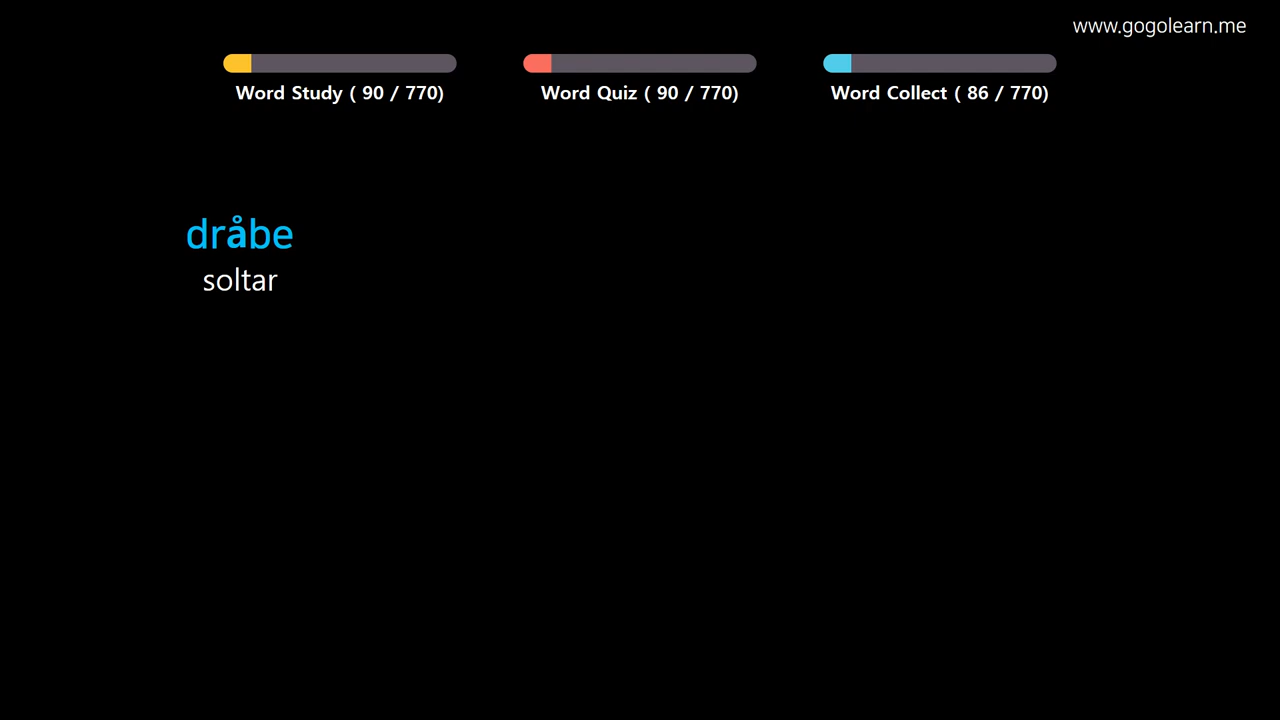 www.gogolearn.me
Word Study ( 90 / 770)
Word Quiz ( 90 / 770)
Word Collect ( 86 / 770)
dråbe
soltar